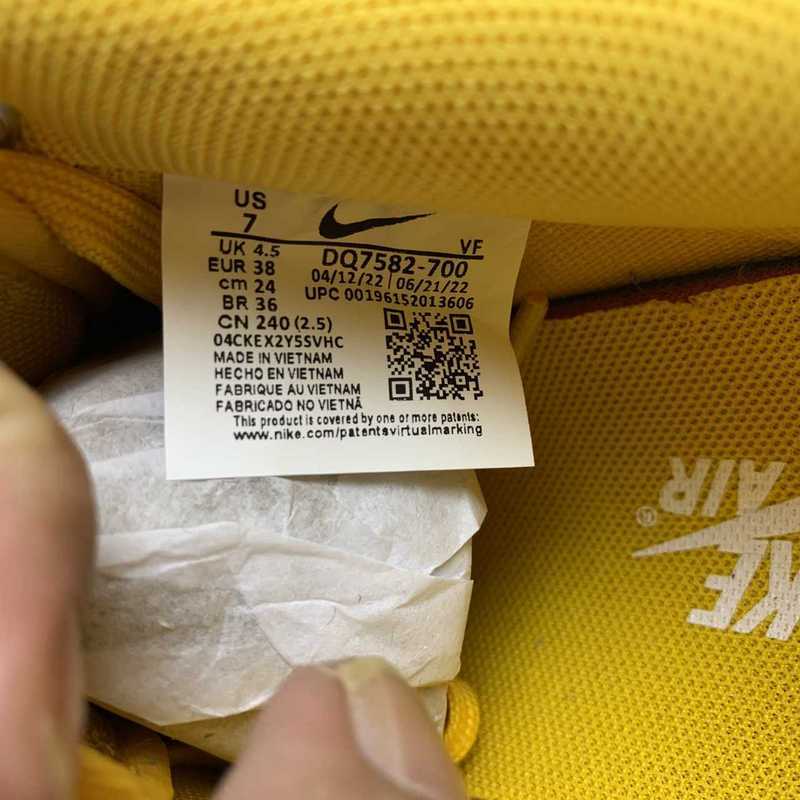 US
7
VF
UK 4.5
DQ7582-700
EUR 38
04/12/22 | 06/21/22
cm 24
UPC 00196152013606
BR 36
CN 240 (2.5)
04CKEX2Y5SVHC
MADE IN VIETNAM
HECHO EN VIETNAM
FABRIQUE AU VIETNAM
FABRICADO NO VIETNÃ
This product is covered by one or more patents:
www.nike.com/patentsvirtualmarking
NIKE
AIR
®